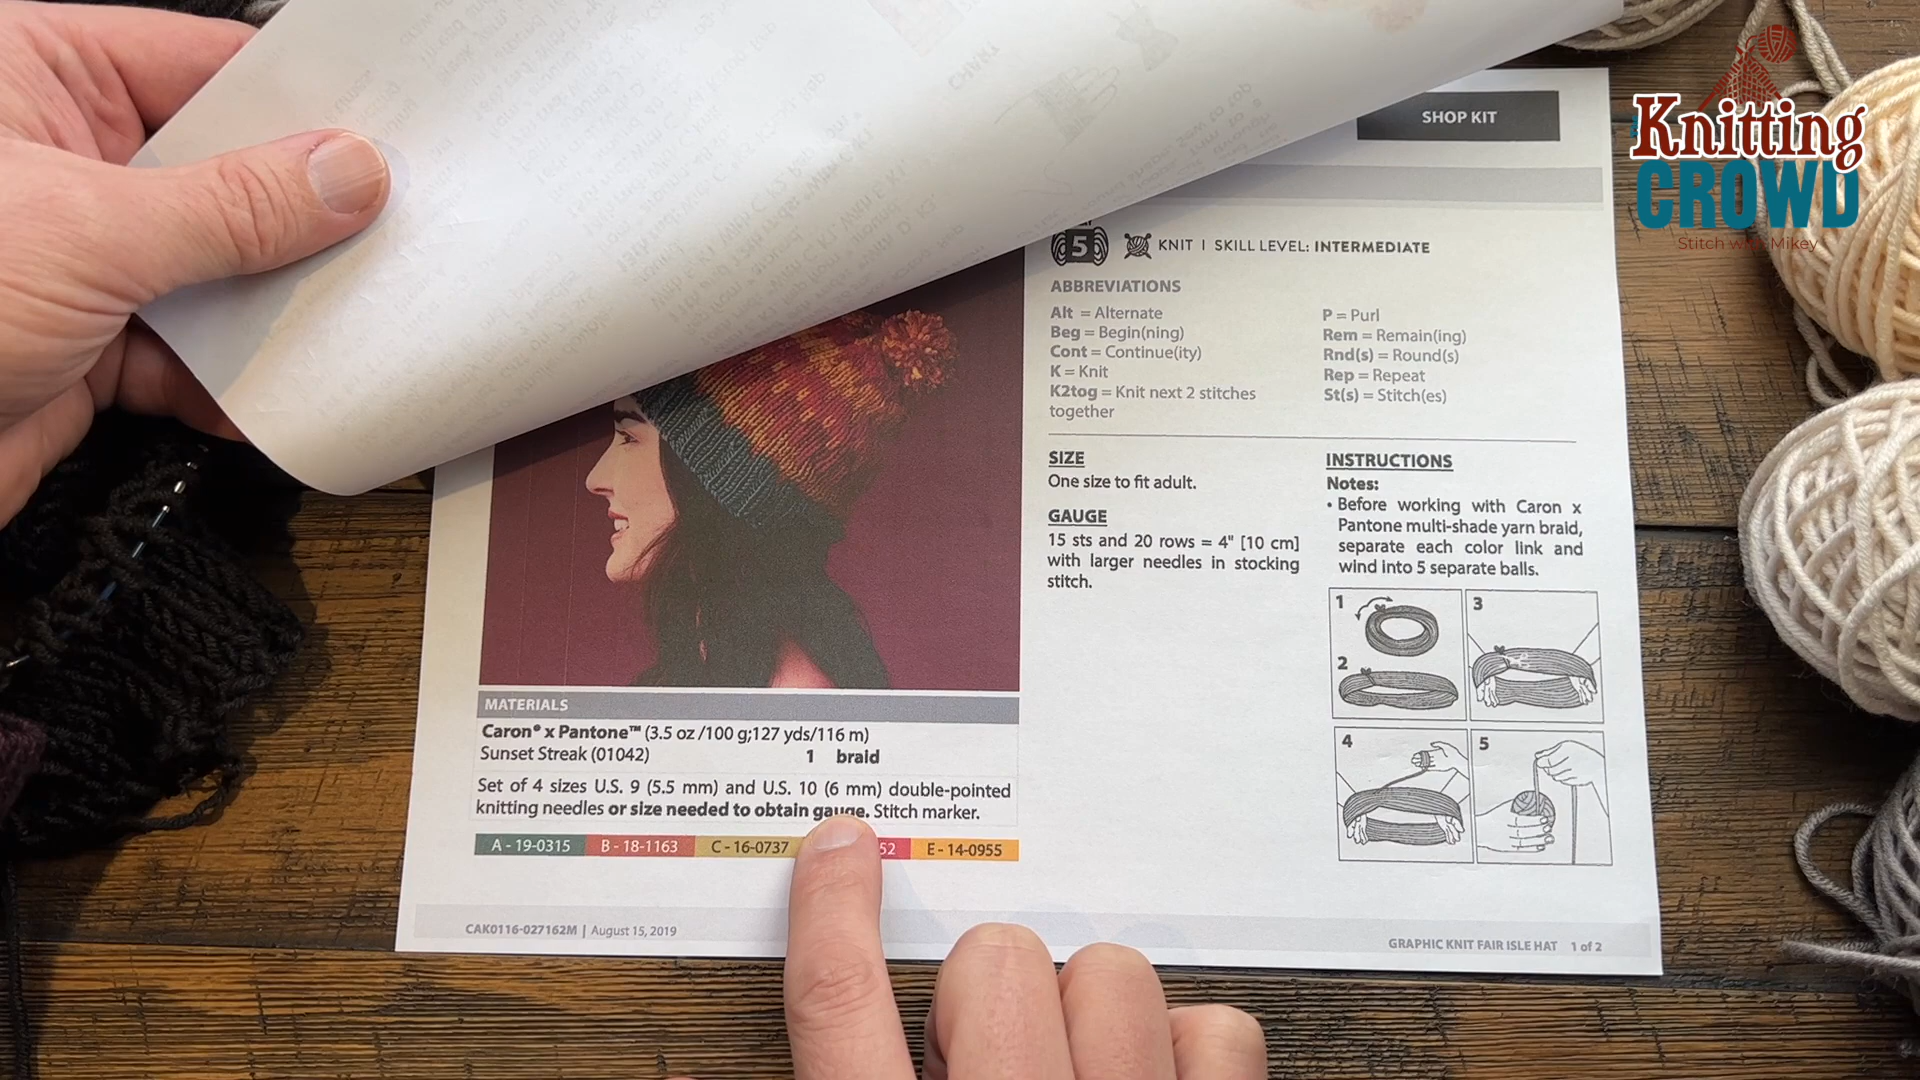 SHOP KIT
Knitting
CROWD
Stitch with Mikey
5
KNIT | SKILL LEVEL: INTERMEDIATE
ABBREVIATIONS
Alt = Alternate
Beg = Begin(ning)
Cont = Continue(ity)
K = Knit
K2tog = Knit next 2 stitches
together
P = Purl
Rem = Remain(ing)
Rnd(s) = Round(s)
Rep = Repeat
St(s) = Stitch(es)
SIZE
One size to fit adult.
GAUGE
15 sts and 20 rows = 4" [10 cm]
with larger needles in stocking
stitch.
INSTRUCTIONS
Notes:
• Before working with Caron x
Pantone multi-shade yarn braid,
separate each color link and
wind into 5 separate balls.
1
2
3
4
5
MATERIALS
Caron® x Pantone™ (3.5 oz /100 g;127 yds/116 m)
Sunset Streak (01042) 1 braid
Set of 4 sizes U.S. 9 (5.5 mm) and U.S. 10 (6 mm) double-pointed
knitting needles or size needed to obtain gauge. Stitch marker.
A - 19-0315 B - 18-1163 C - 16-0737 52 E - 14-0955
CAK0116-027162M | August 15, 2019
GRAPHIC KNIT FAIR ISLE HAT 1 of 2